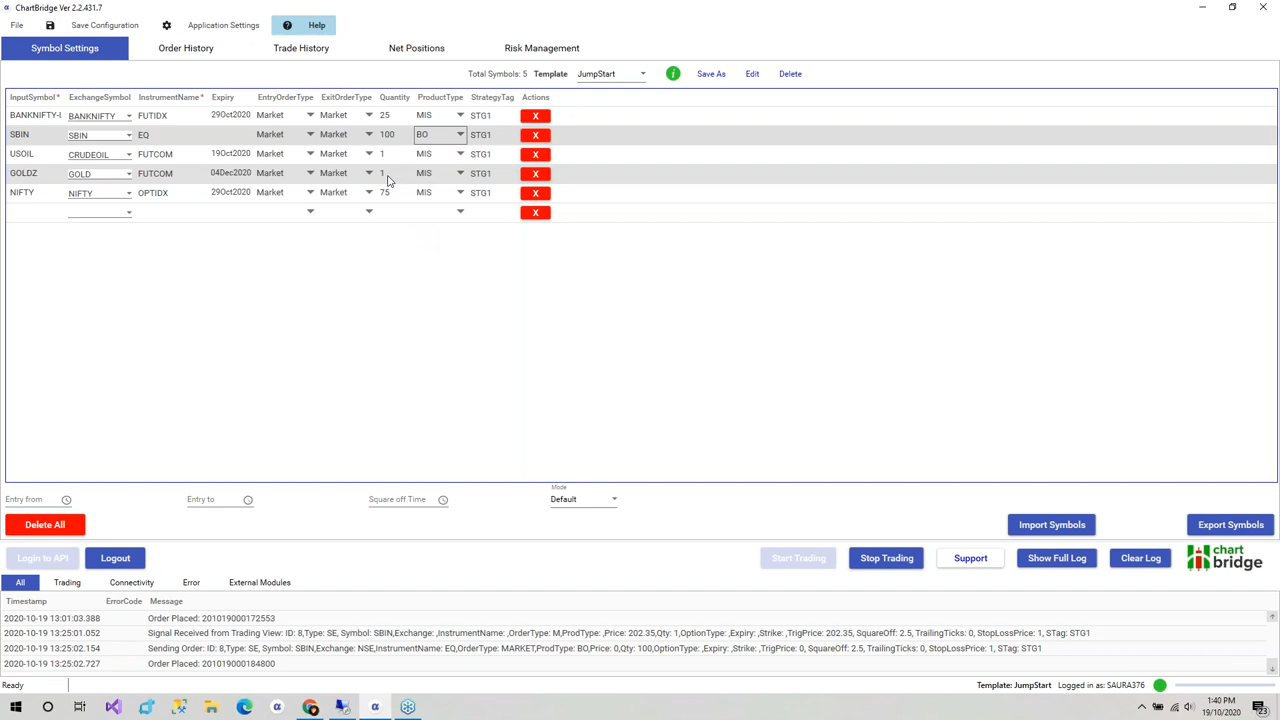 ChartBridge Ver 2.2.431.7
File Save Configuration Application Settings Help
Symbol Settings Order History Trade History Net Positions Risk Management
Total Symbols: 5 Template JumpStart Save As Edit Delete
InputSymbol* ExchangeSymbol InstrumentName* Expiry EntryOrderType ExitOrderType Quantity ProductType StrategyTag Actions
BANKNIFTY-I BANKNIFTY FUTIDX 29Oct2020 Market Market 25 MIS STG1 X
SBIN SBIN EQ Market Market 100 BO STG1 X
USOIL CRUDEOIL FUTCOM 19Oct2020 Market Market 1 MIS STG1 X
GOLDZ GOLD FUTCOM 04Dec2020 Market Market 1 MIS STG1 X
NIFTY NIFTY OPTIDX 29Oct2020 Market Market 75 MIS STG1 X
X
Mode
Entry from Entry to Square off Time Default
Delete All Import Symbols Export Symbols
Login to API Logout Start Trading Stop Trading Support Show Full Log Clear Log chart bridge
All Trading Connectivity Error External Modules
Timestamp ErrorCode Message
2020-10-19 13:01:03.388 Order Placed: 201019000172553
2020-10-19 13:25:01.052 Signal Received from Trading View: ID: 8,Type: SE, Symbol: SBIN,Exchange: ,InstrumentName: ,OrderType: M,ProdType: ,Price: 202.35,Qty: 1,OptionType: ,Expiry: ,Strike: ,TrigPrice: 202.35, SquareOff: 2.5, TrailingTicks: 0, StopLossPrice: 1, STag: STG1
2020-10-19 13:25:02.154 Sending Order: ID: 8,Type: SE, Symbol: SBIN,Exchange: NSE,InstrumentName: EQ,OrderType: MARKET,ProdType: BO,Price: 0,Qty: 100,OptionType: ,Expiry: ,Strike: ,TrigPrice: 0, SquareOff: 2.5, TrailingTicks: 0, StopLossPrice: 1, STag: STG1
2020-10-19 13:25:02.727 Order Placed: 201019000184800
Ready Template: JumpStart Logged in as: SAURA376
1:40 PM
19/10/2020
23